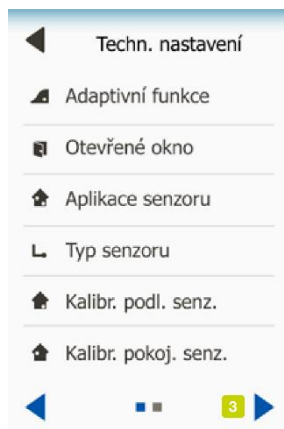 Techn. nastavení
Adaptivní funkce
Otevřené okno
Aplikace senzoru
Typ senzoru
Kalibr. podl. senz.
Kalibr. pokoj. senz.
3